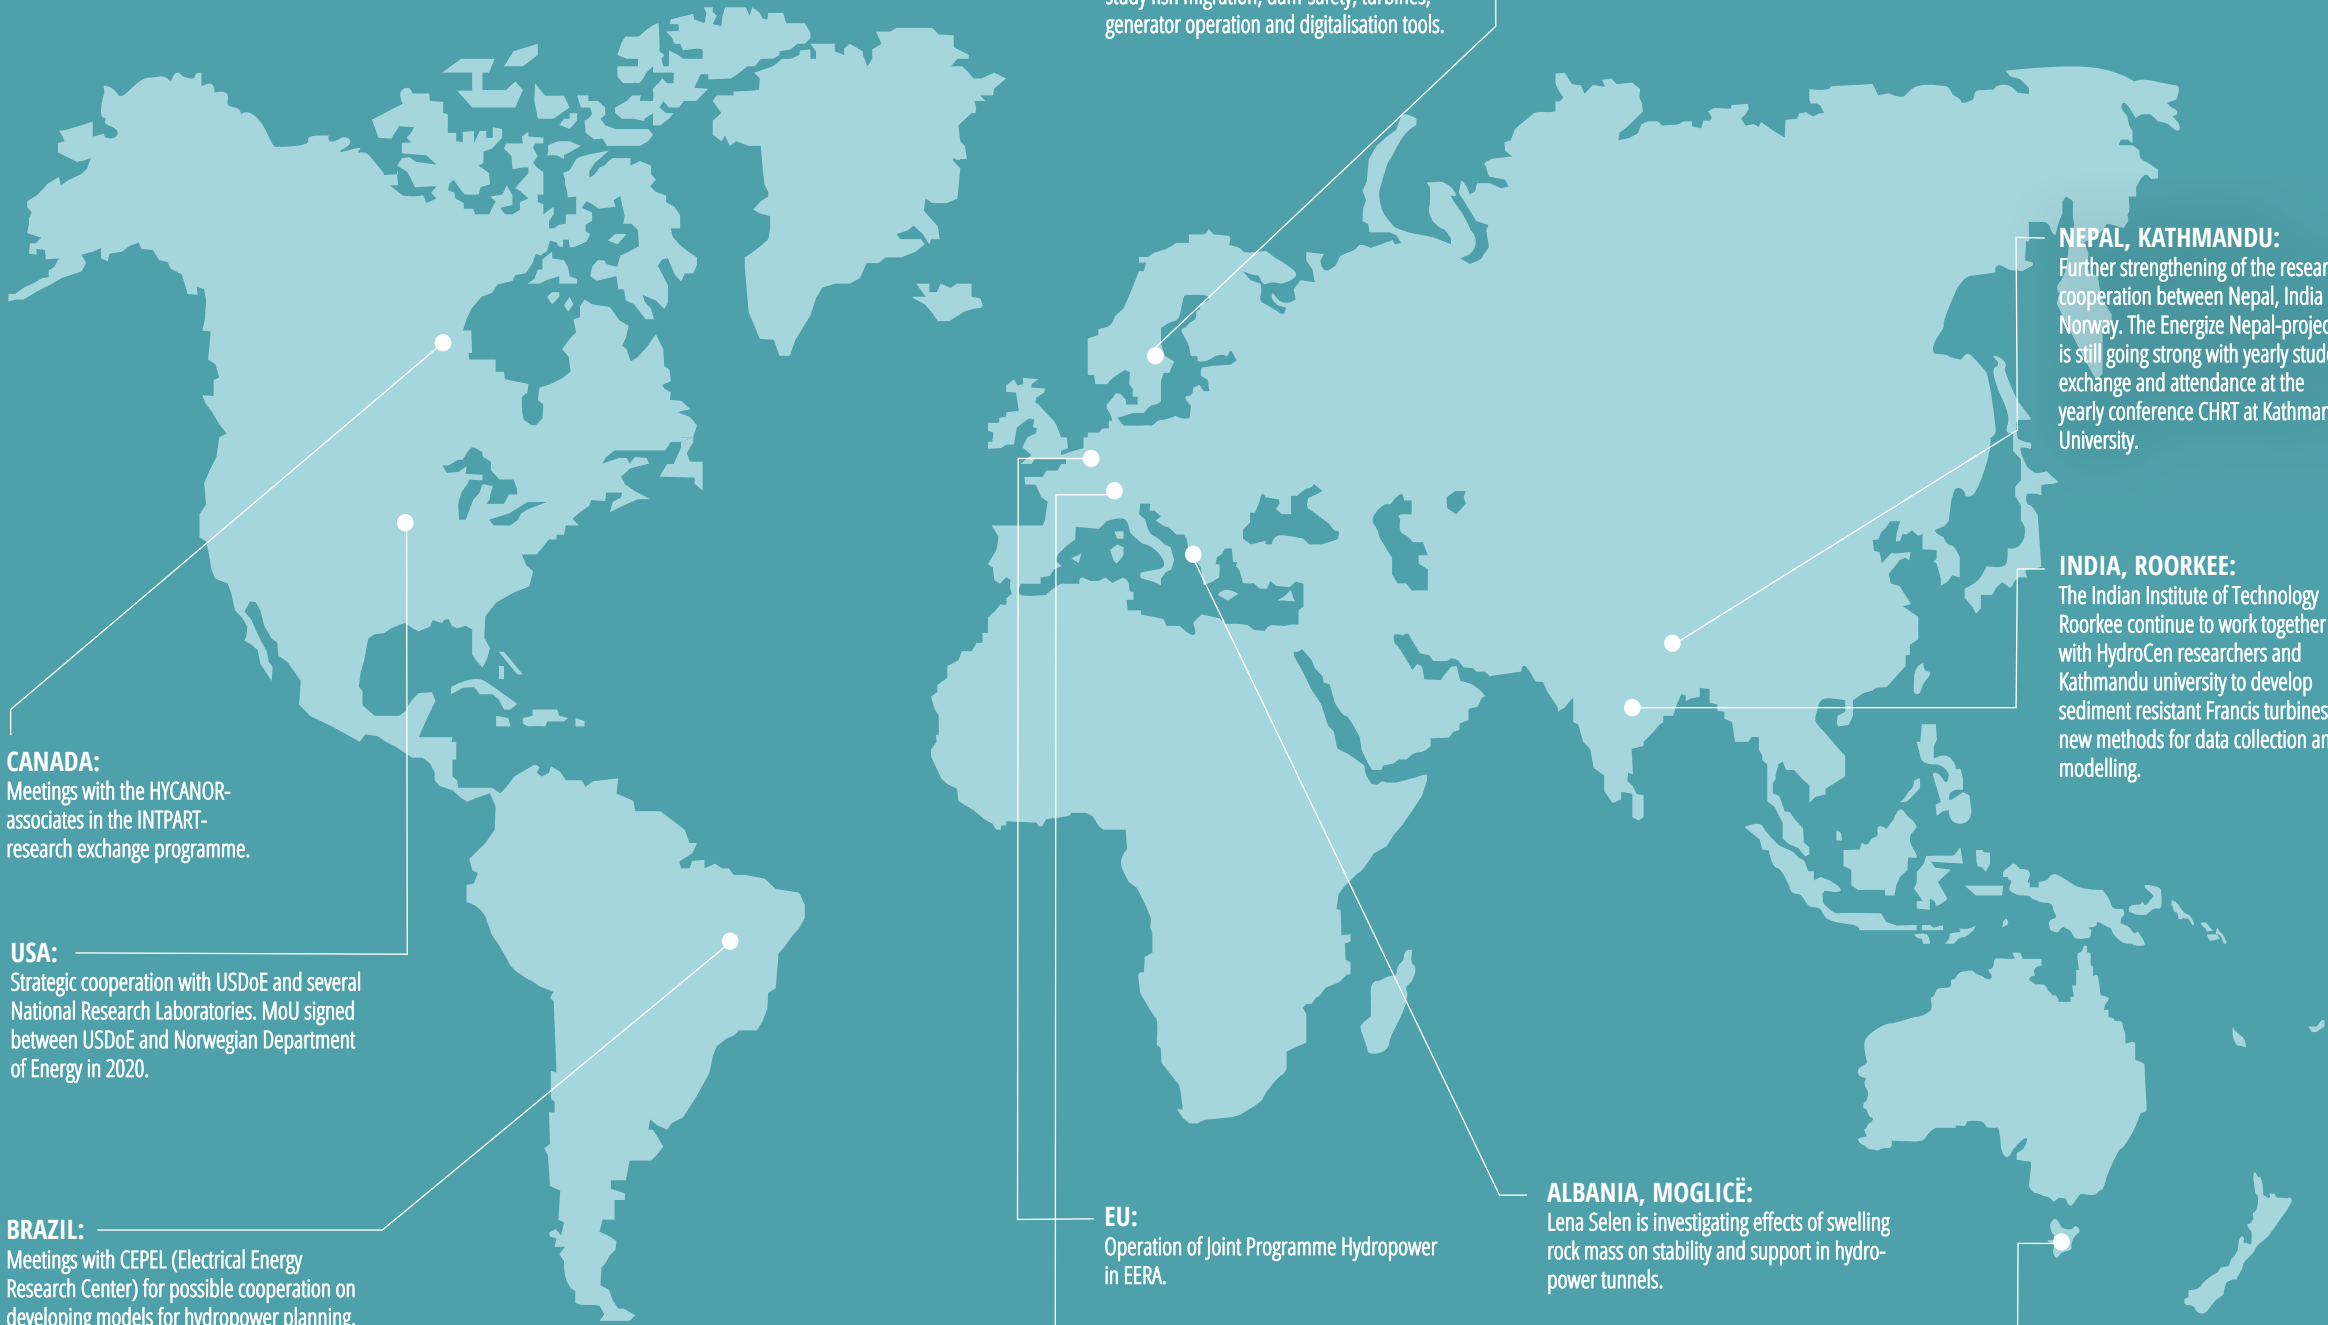 generator operation and digitalisation tools.
NEPAL, KATHMANDU:
Further strengthening of the
cooperation between Nepal, India
Norway. The Energize Nepal-
is still going strong with yearly
exchange and attendance at the
yearly conference CHRT at
University.
INDIA, ROORKEE:
The Indian Institute of Technology
Roorkee continue to work together
with HydroCen researchers and
Kathmandu university to develop
sediment resistant Francis turbines
new methods for data collection
modelling.
CANADA:
Meetings with the HYCANOR-
associates in the INTPART-
research exchange programme.
USA:
Strategic cooperation with USDoE and several
National Research Laboratories. MoU signed
between USDoE and Norwegian Department
of Energy in 2020.
BRAZIL:
Meetings with CEPEL (Electrical Energy
Research Center) for possible cooperation on
developing models for hydropower planning.
EU:
Operation of Joint Programme Hydropower
in EERA.
ALBANIA, MOGLICË:
Lena Selen is investigating effects of swelling
rock mass on stability and support in hydro-
power tunnels.